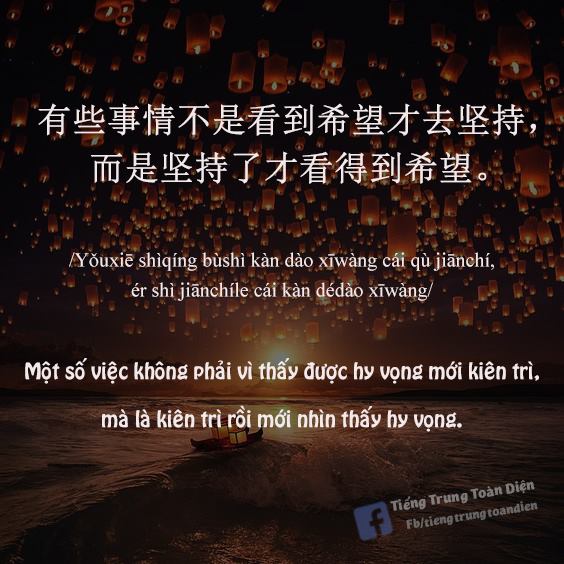 有些事情不是看到希望才去坚持，
而是坚持了才看得到希望。
/Yǒuxiē shìqíng bùshì kàn dào xīwàng cái qù jiānchí,
ér shì jiānchíle cái kàn dédào xīwàng/
Một số việc không phải vì thấy được hy vọng mới kiên trì,
mà là kiên trì rồi mới nhìn thấy hy vọng.
Tiếng Trung Toàn Diện
Fb/tiengtrungtoandien